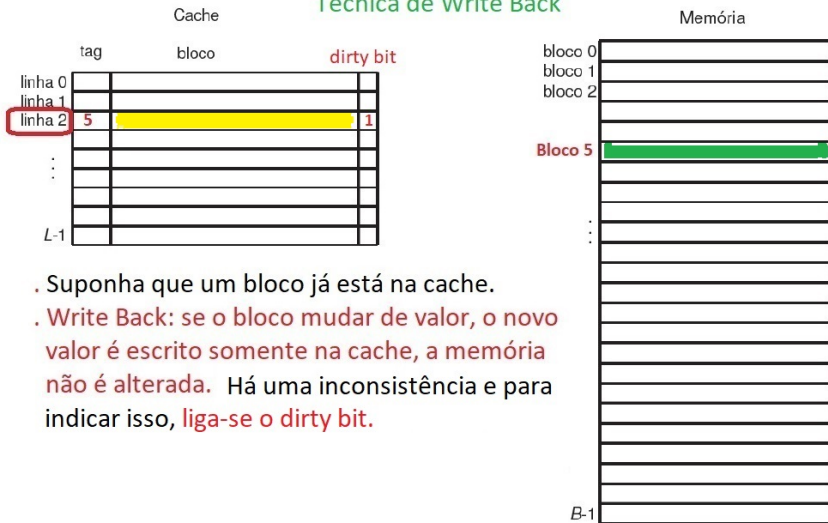 Técnica de Write Back
Cache
tag bloco dirty bit
linha 0
linha 1
linha 2 5 1
L-1
Memória
bloco 0
bloco 1
bloco 2
Bloco 5
B-1
. Suponha que um bloco já está na cache.
. Write Back: se o bloco mudar de valor, o novo
valor é escrito somente na cache, a memória
não é alterada. Há uma inconsistência e para
indicar isso, liga-se o dirty bit.